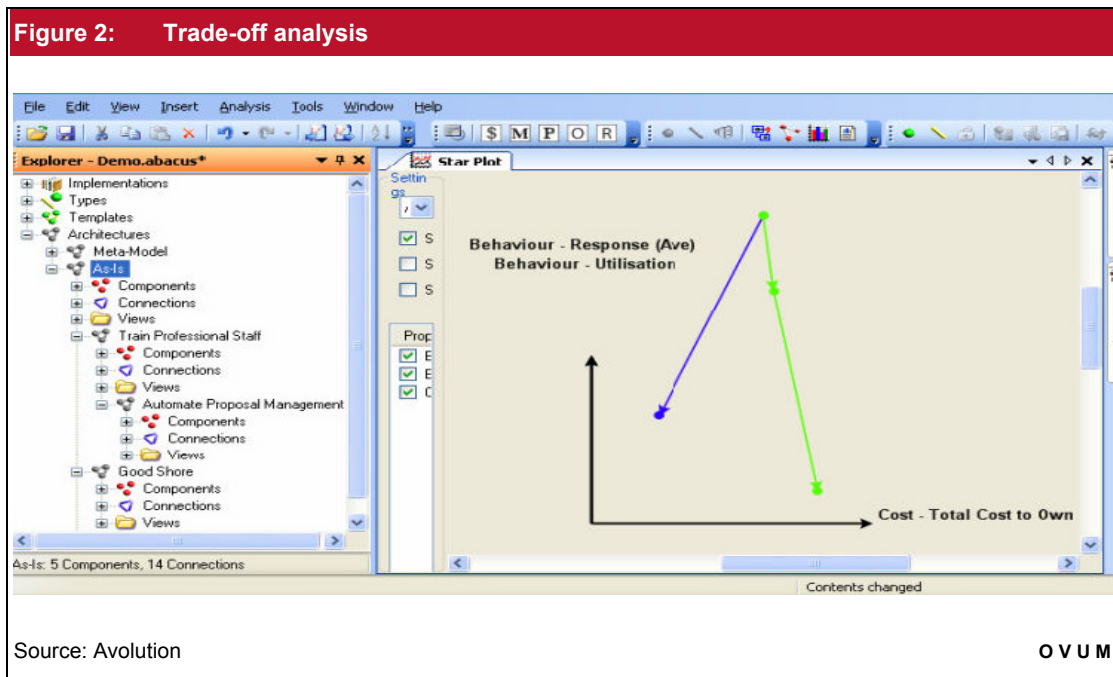 Figure 2: Trade-off analysis
File Edit View Insert Analysis Tools Window Help
$ M P O R
Explorer - Demo.abacus*
Implementations
Types
Templates
Architectures
Meta-Model
As-Is
Components
Connections
Views
Train Professional Staff
Components
Connections
Views
Automate Proposal Management
Components
Connections
Views
Good Shore
Components
Connections
Views
As-Is: 5 Components, 14 Connections
Star Plot
Settin
gs
S
S
S
Prop
E
E
Behaviour - Response (Ave)
Behaviour - Utilisation
Cost - Total Cost to Own
Contents changed
Source: Avolution
OVUM